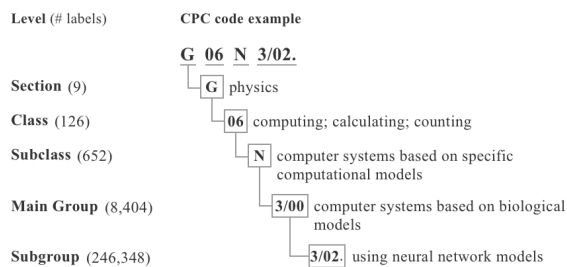 Level (# labels) CPC code example
G 06 N 3/02.
Section (9) G physics
Class (126) 06 computing; calculating; counting
Subclass (652) N computer systems based on specific
computational models
Main Group (8,404) 3/00 computer systems based on biological
models
Subgroup (246,348) 3/02. using neural network models